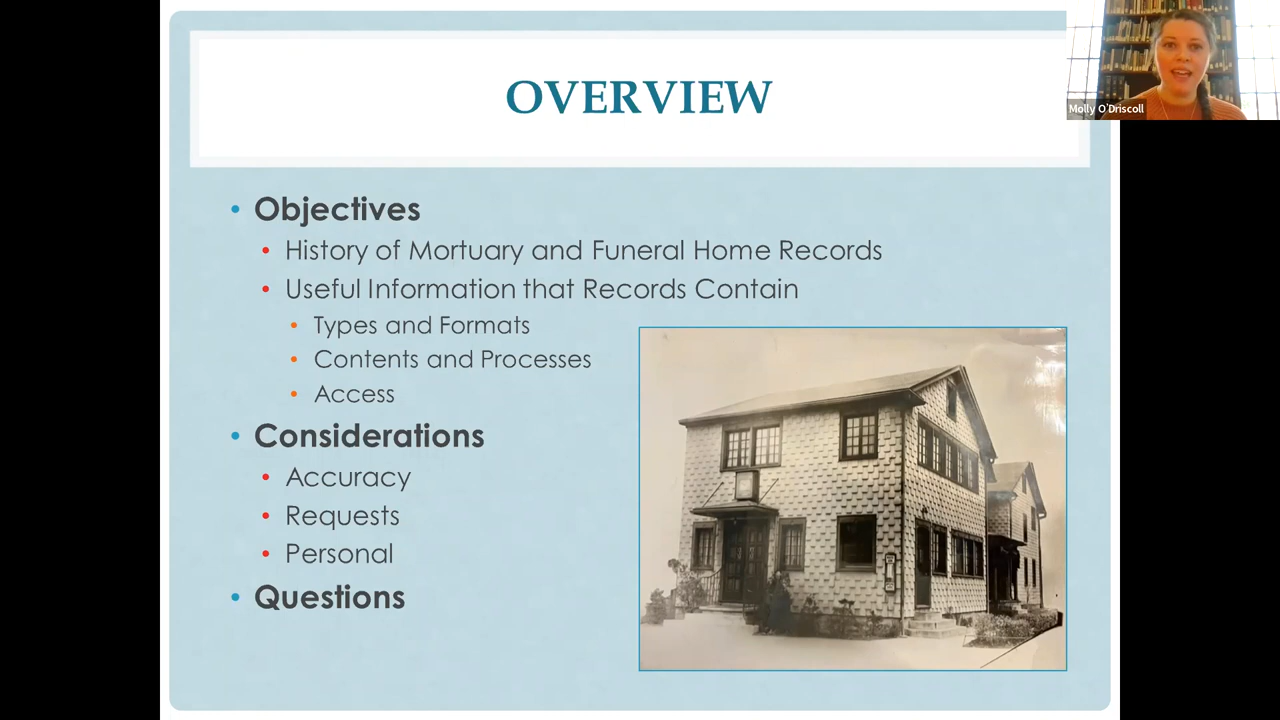 OVERVIEW
Molly O'Driscoll
• Objectives
• History of Mortuary and Funeral Home Records
• Useful Information that Records Contain
• Types and Formats
• Contents and Processes
• Access
• Considerations
• Accuracy
• Requests
• Personal
• Questions